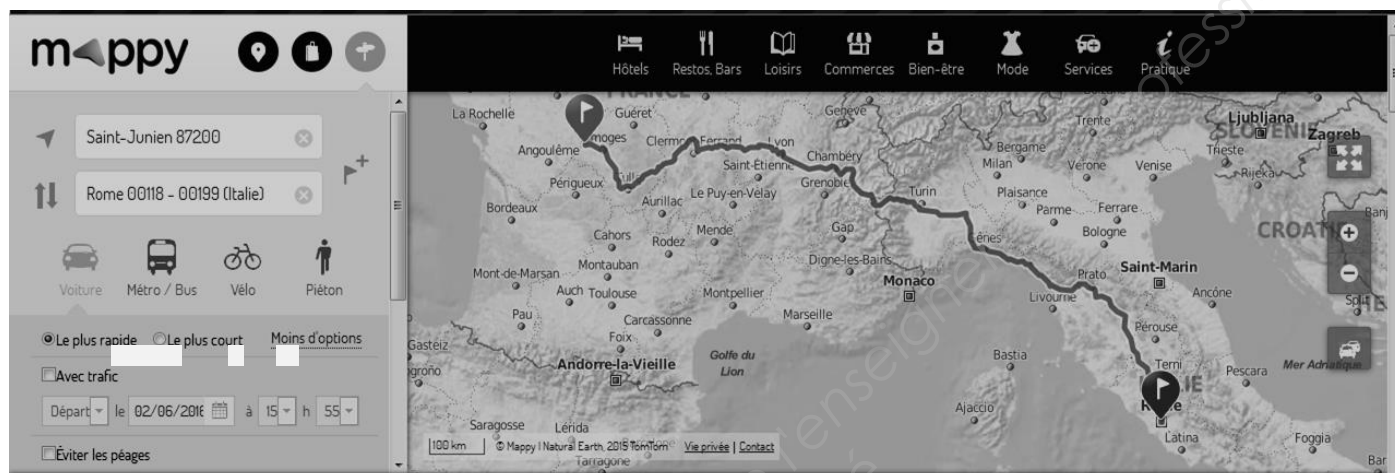 mappy
Hôtels
Restos, Bars
Loisirs
Commerces
Bien-être
Mode
Services
Pratique
Saint-Junien 87200
Rome 00118 - 00199 (Italie)
Voiture
Métro / Bus
Vélo
Piéton
Le plus rapide
Le plus court
Moins d'options
Avec trafic
Départ le 02/06/2016 à 15 h 55
Éviter les péages
La Rochelle
Guéret
Genève
Trente
Ljubljana
Zagreb
Angoulême
Lyon
Saint-Étienne
Chambéry
Bergame
Milan
Vérone
Venise
Trieste
Rijeka
Périgueux
Grenoble
Turin
Plaisance
Bordeaux
Aurillac
Le Puy-en-Velay
Parme
Ferrare
Cahors
Rodez
Mende
Gap
Bologne
Mont-de-Marsan
Montauban
Digne-les-Bains
Monaco
Prato
Saint-Marin
Auch
Toulouse
Montpellier
Marseille
Livourne
Ancône
Pau
Carcassonne
Pérouse
Foix
Andorre-la-Vieille
Golfe du
Lion
Bastia
Terni
Pescara
Mer Adriatique
Ajaccio
Saragosse
Lérida
Latina
Foggia
100 km
© Mappy | Natural Earth, 2015 TomTom
Vie privée | Contact
Tarragone